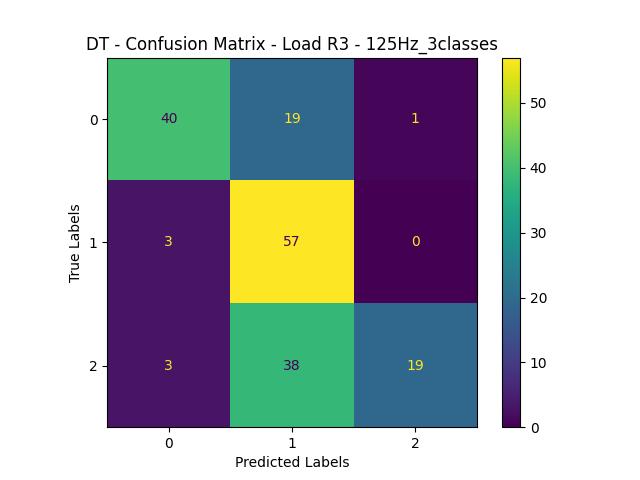 DT - Confusion Matrix - Load R3 - 125Hz_3classes
True Labels
0 40 19 1
1 3 57 0
2 3 38 19
0 1 2
Predicted Labels
50
40
30
20
10
0